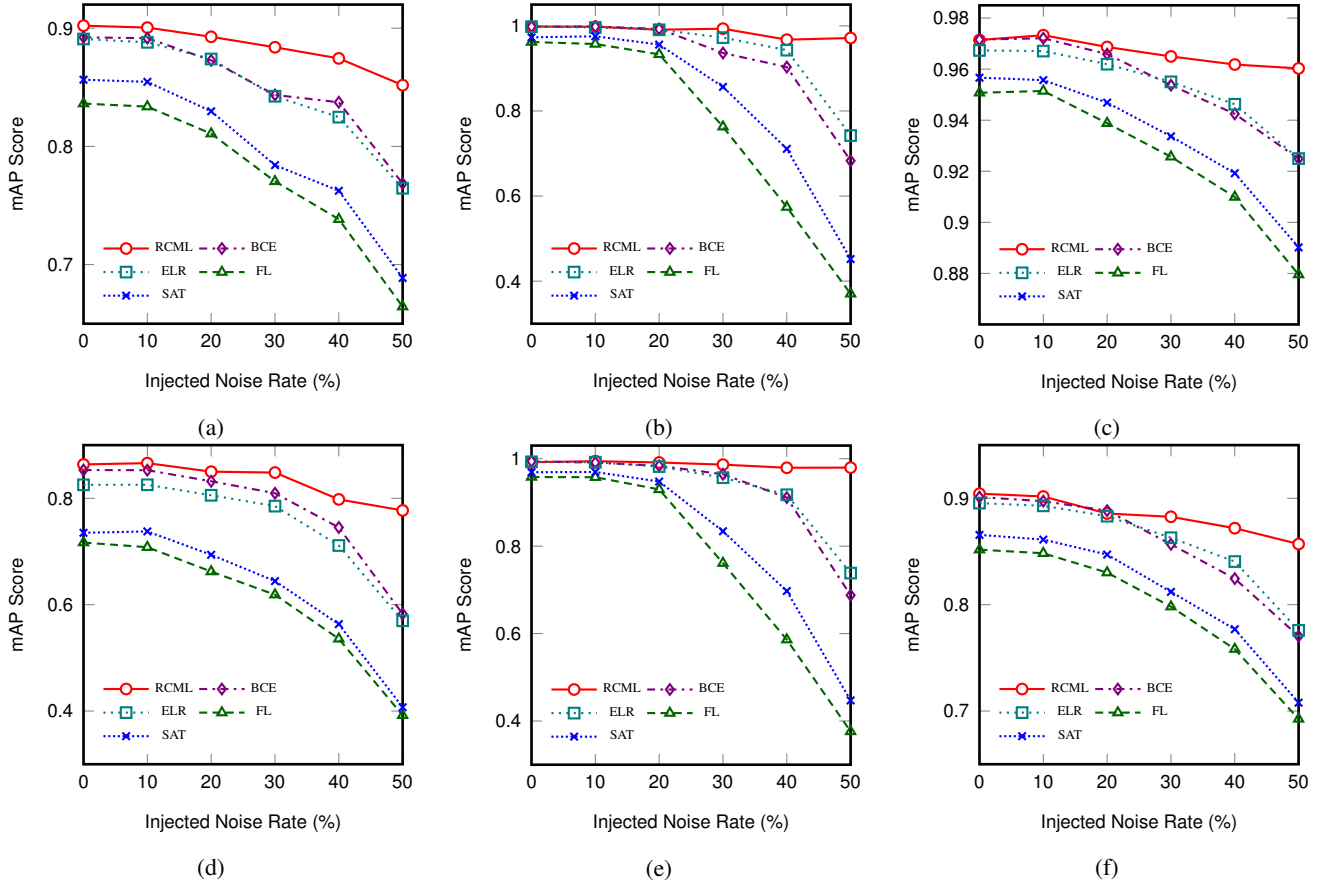 0.9
0.8
0.7
mAP Score
RCML BCE
ELR FL
SAT
0 10 20 30 40 50
Injected Noise Rate (%)
(a)
1
0.8
0.6
0.4
mAP Score
RCML BCE
ELR FL
SAT
0 10 20 30 40 50
Injected Noise Rate (%)
(b)
0.98
0.96
0.94
0.92
0.9
0.88
mAP Score
RCML BCE
ELR FL
SAT
0 10 20 30 40 50
Injected Noise Rate (%)
(c)
0.8
0.6
0.4
mAP Score
RCML BCE
ELR FL
SAT
0 10 20 30 40 50
Injected Noise Rate (%)
(d)
1
0.8
0.6
0.4
mAP Score
RCML BCE
ELR FL
SAT
0 10 20 30 40 50
Injected Noise Rate (%)
(e)
0.9
0.8
0.7
mAP Score
RCML BCE
ELR FL
SAT
0 10 20 30 40 50
Injected Noise Rate (%)
(f)